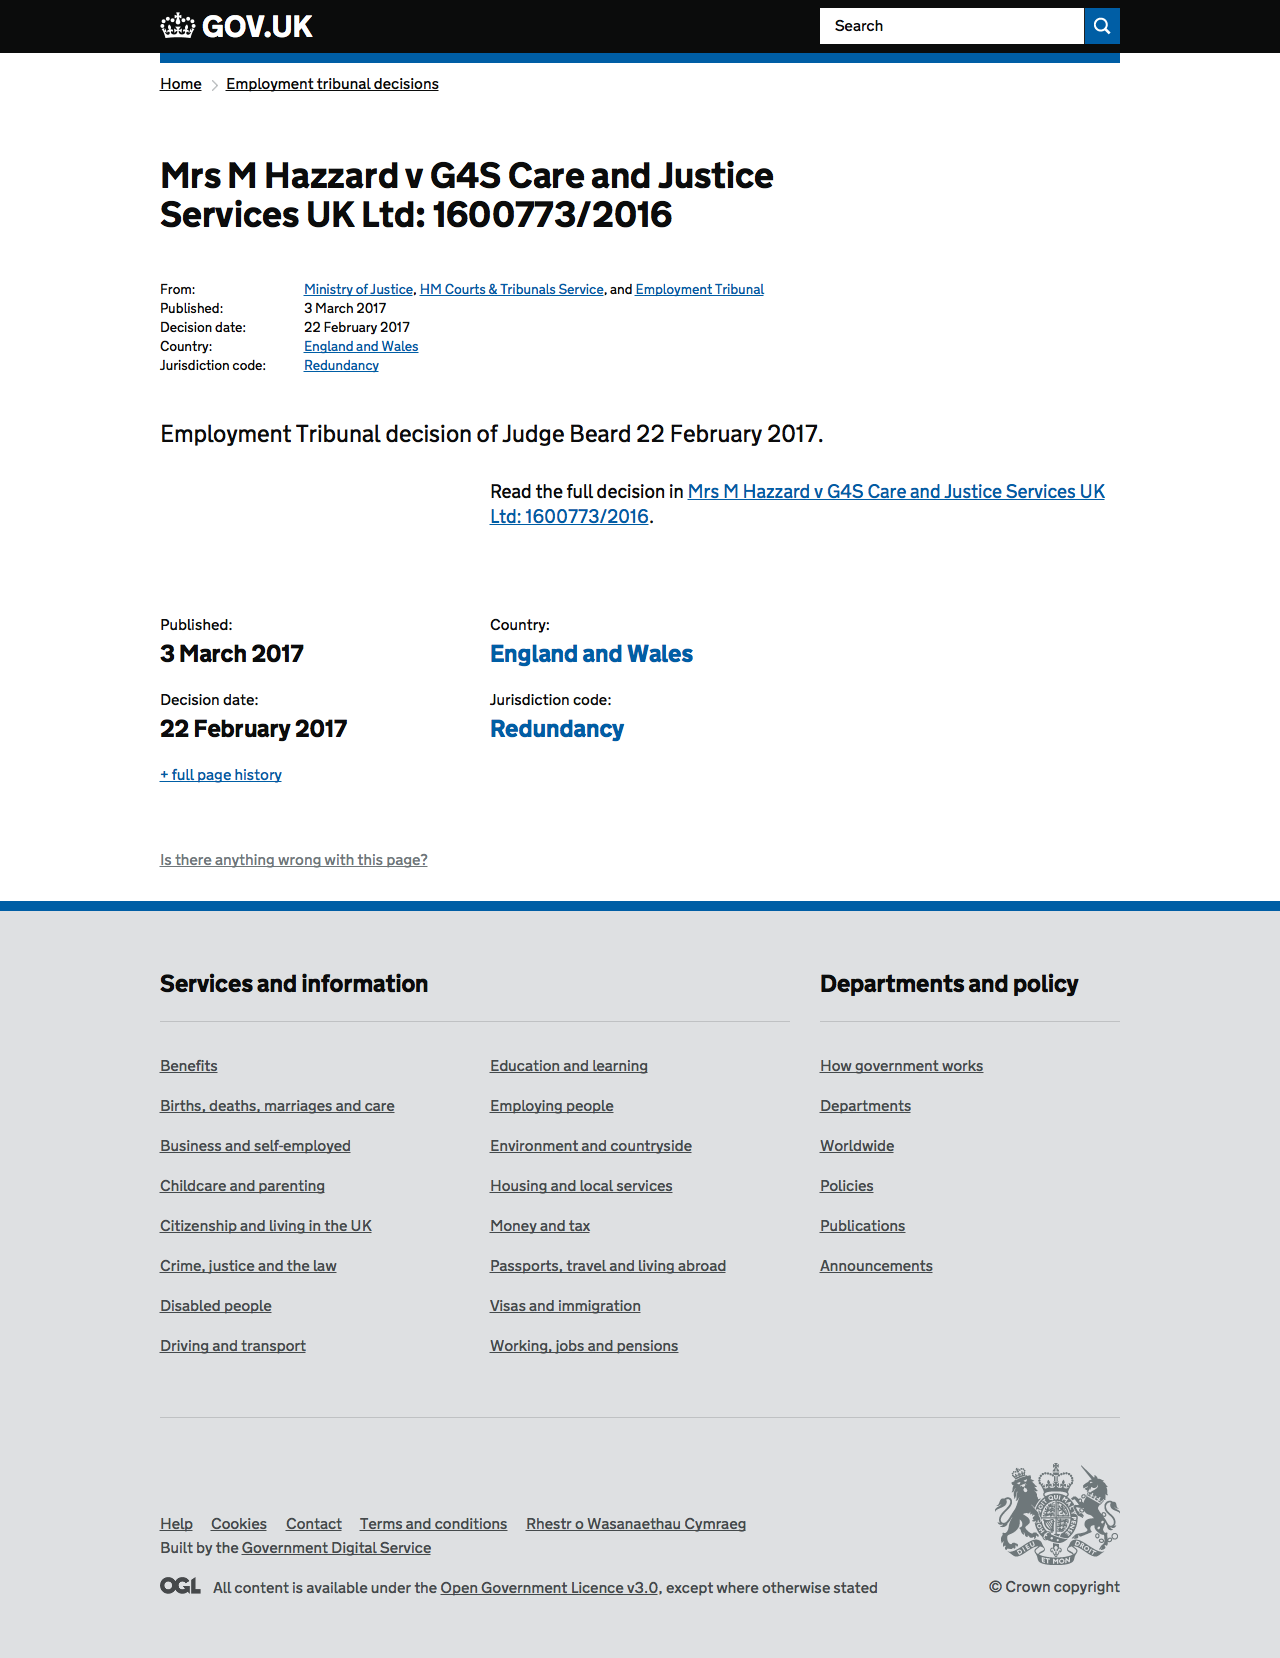 GOV.UK
Search
Home
Employment tribunal decisions
Mrs M Hazzard v G4S Care and Justice
Services UK Ltd: 1600773/2016
From: Ministry of Justice, HM Courts & Tribunals Service, and Employment Tribunal
Published: 3 March 2017
Decision date: 22 February 2017
Country: England and Wales
Jurisdiction code: Redundancy
Employment Tribunal decision of Judge Beard 22 February 2017.
Read the full decision in Mrs M Hazzard v G4S Care and Justice Services UK
Ltd: 1600773/2016.
Published:
3 March 2017
Country:
England and Wales
Decision date:
22 February 2017
Jurisdiction code:
Redundancy
+ full page history
Is there anything wrong with this page?
Services and information
Benefits
Births, deaths, marriages and care
Business and self-employed
Childcare and parenting
Citizenship and living in the UK
Crime, justice and the law
Disabled people
Driving and transport
Education and learning
Employing people
Environment and countryside
Housing and local services
Money and tax
Passports, travel and living abroad
Visas and immigration
Working, jobs and pensions
Departments and policy
How government works
Departments
Worldwide
Policies
Publications
Announcements
Help Cookies Contact Terms and conditions Rhestr o Wasanaethau Cymraeg
Built by the Government Digital Service
OGL All content is available under the Open Government Licence v3.0, except where otherwise stated
DIEU ET MON DROIT
© Crown copyright